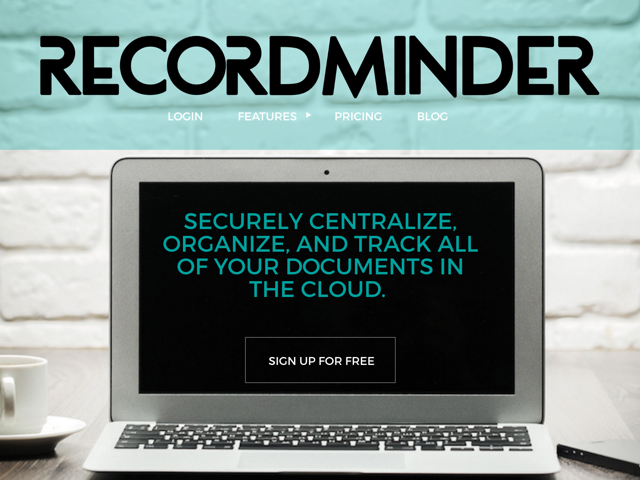 RECORDMINDER
LOGIN FEATURES PRICING BLOG
SECURELY CENTRALIZE,
ORGANIZE, AND TRACK ALL
OF YOUR DOCUMENTS IN
THE CLOUD.
SIGN UP FOR FREE